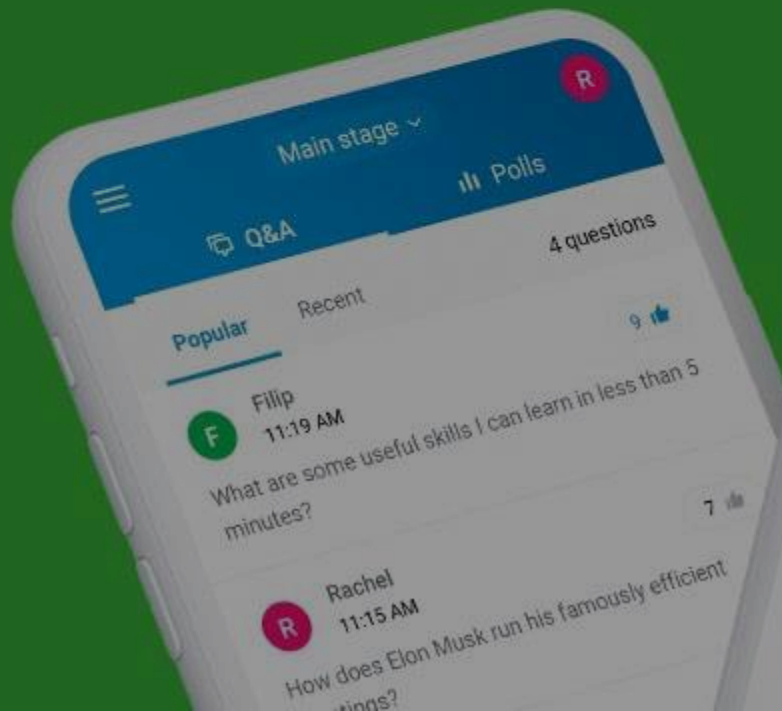 R
Main stage
Q&A
Polls
4 questions
Popular
Recent
9
F
Filip
11:19 AM
What are some useful skills I can learn in less than 5
minutes?
7
R
Rachel
11:15 AM
How does Elon Musk run his famously efficient